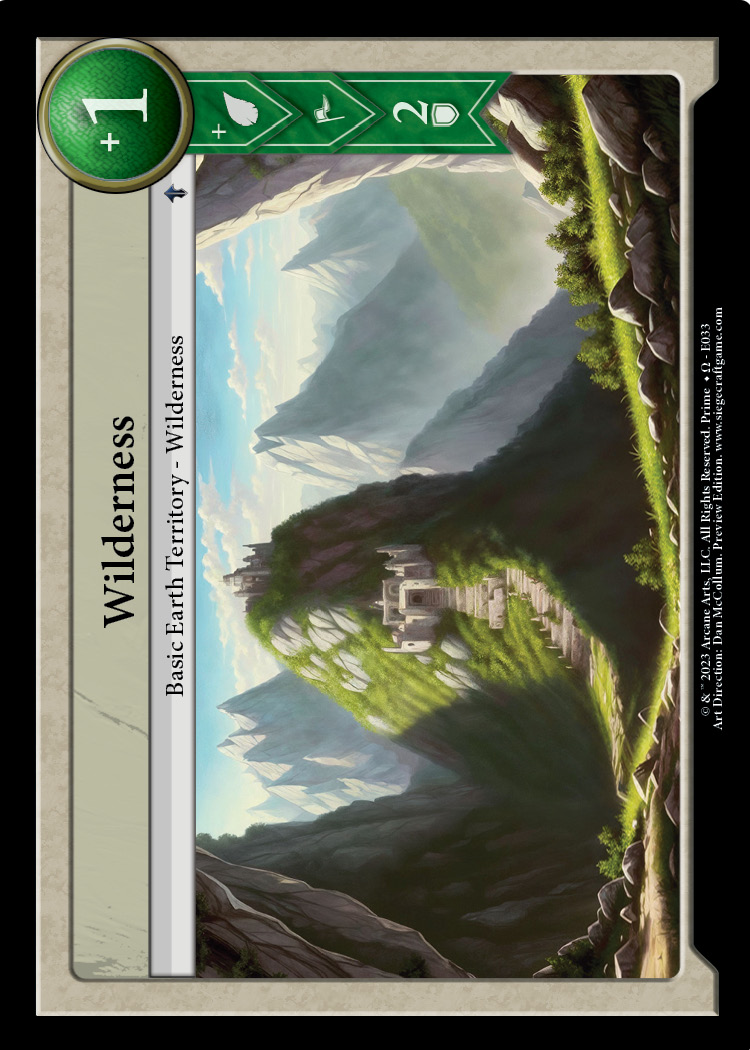 +1
+
2
Wilderness
Basic Earth Territory - Wilderness
© & ™ 2023 Arcane Arts, LLC. All Rights Reserved. Prime ♦ Ω - E033
Art Direction: Dan McCollum. Preview Edition. www.siegecraftgame.com